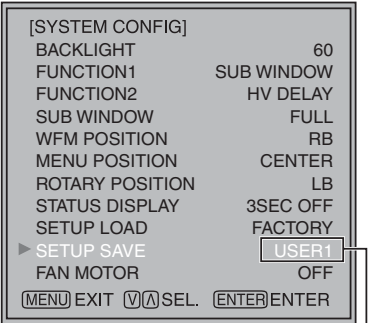 [SYSTEM CONFIG]
BACKLIGHT 60
FUNCTION1 SUB WINDOW
FUNCTION2 HV DELAY
SUB WINDOW FULL
WFM POSITION RB
MENU POSITION CENTER
ROTARY POSITION LB
STATUS DISPLAY 3SEC OFF
SETUP LOAD FACTORY
▶ SETUP SAVE USER1
FAN MOTOR OFF
MENU EXIT V Λ SEL. ENTER ENTER